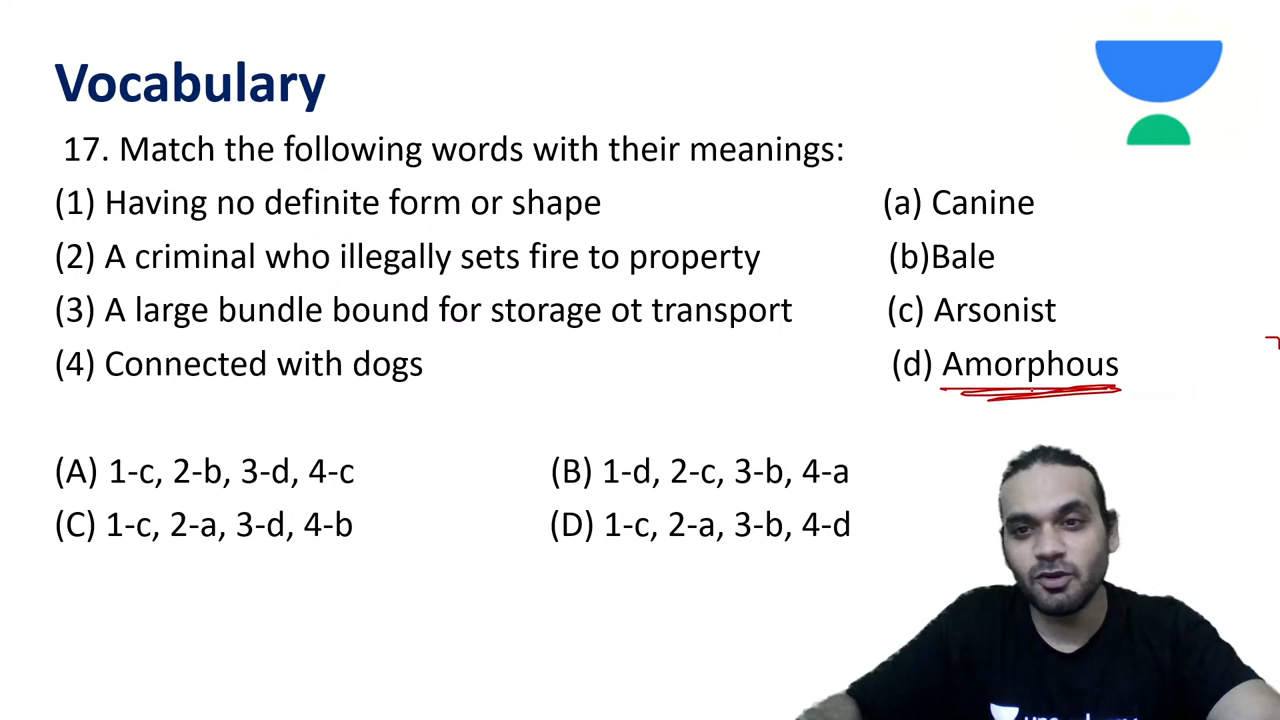 Vocabulary
17. Match the following words with their meanings:
(1) Having no definite form or shape (a) Canine
(2) A criminal who illegally sets fire to property (b)Bale
(3) A large bundle bound for storage ot transport (c) Arsonist
(4) Connected with dogs (d) Amorphous
(A) 1-c, 2-b, 3-d, 4-c (B) 1-d, 2-c, 3-b, 4-a
(C) 1-c, 2-a, 3-d, 4-b (D) 1-c, 2-a, 3-b, 4-d